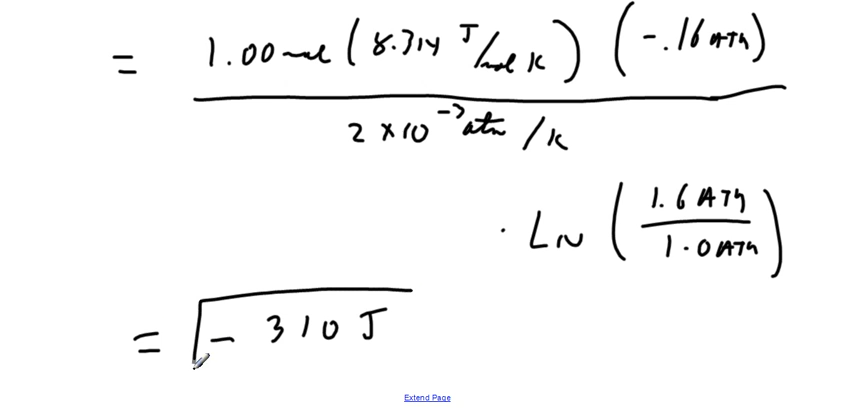 = 1.00 mol (8.314 J/mol K) (-.16 ATM)
2 × 10⁻³ atm / K
· LN (1.6 ATM / 1.0 ATM)
= - 310 J
Extend Page